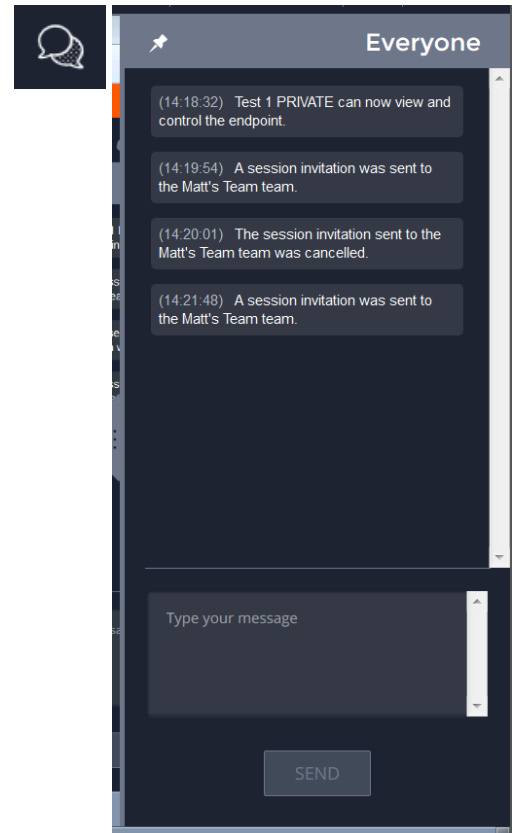 Everyone
(14:18:32) Test 1 PRIVATE can now view and
control the endpoint.
(14:19:54) A session invitation was sent to
the Matt's Team team.
(14:20:01) The session invitation sent to the
Matt's Team team was cancelled.
(14:21:48) A session invitation was sent to
the Matt's Team team.
Type your message
SEND